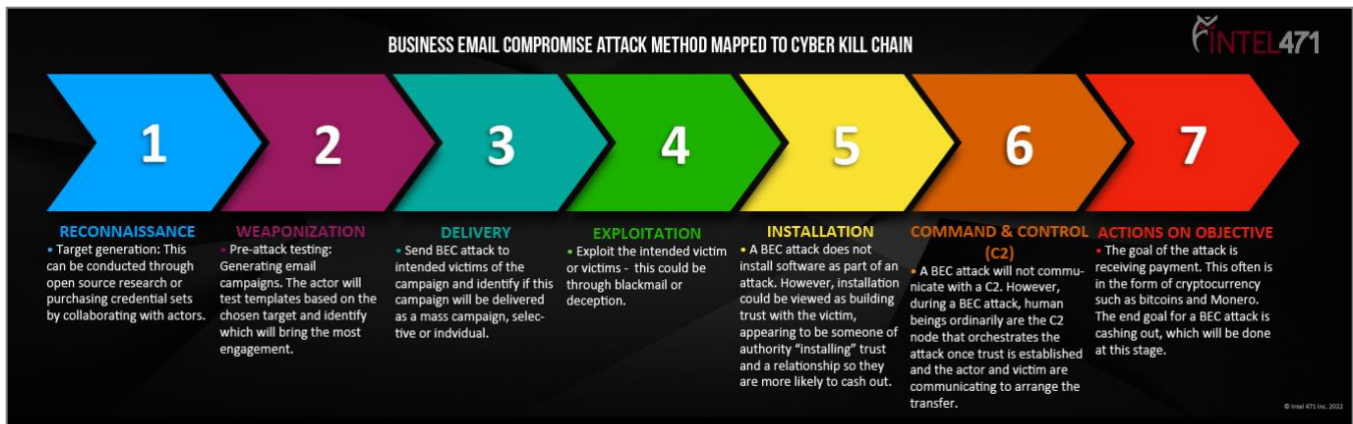 BUSINESS EMAIL COMPROMISE ATTACK METHOD MAPPED TO CYBER KILL CHAIN
INTEL471
1
2
3
4
5
6
7
RECONNAISSANCE
• Target generation: This
can be conducted through
open source research or
purchasing credential sets
by collaborating with actors.
WEAPONIZATION
• Pre-attack testing:
Generating email
campaigns. The actor will
test templates based on the
chosen target and identify
which will bring the most
engagement.
DELIVERY
• Send BEC attack to
intended victims of the
campaign and identify if this
campaign will be delivered
as a mass campaign, selec-
tive or indvidual.
EXPLOITATION
• Exploit the intended victim
or victims - this could be
through blackmail or
deception.
INSTALLATION
• A BEC attack does not
install software as part of an
attack. However, installation
could be viewed as building
trust with the victim,
appearing to be someone of
authority “installing” trust
and a relationship so they
are more likely to cash out.
COMMAND & CONTROL
(C2)
• A BEC attack will not commu-
nicate with a C2. However,
during a BEC attack, human
beings ordinarily are the C2
node that orchestrates the
attack once trust is established
and the actor and victim are
communicating to arrange the
transfer.
ACTIONS ON OBJECTIVE
• The goal of the attack is
receiving payment. This often is
in the form of cryptocurrency
such as bitcoins and Monero.
The end goal for a BEC attack is
cashing out, which will be done
at this stage.
© Intel 471 Inc. 2022